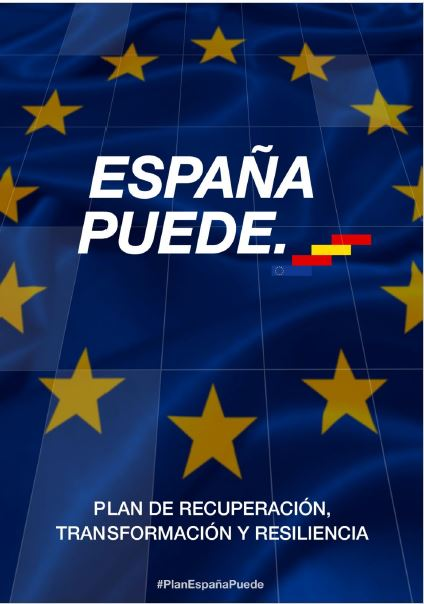 ESPAÑA
PUEDE.
PLAN DE RECUPERACIÓN,
TRANSFORMACIÓN Y RESILIENCIA
#PlanEspañaPuede